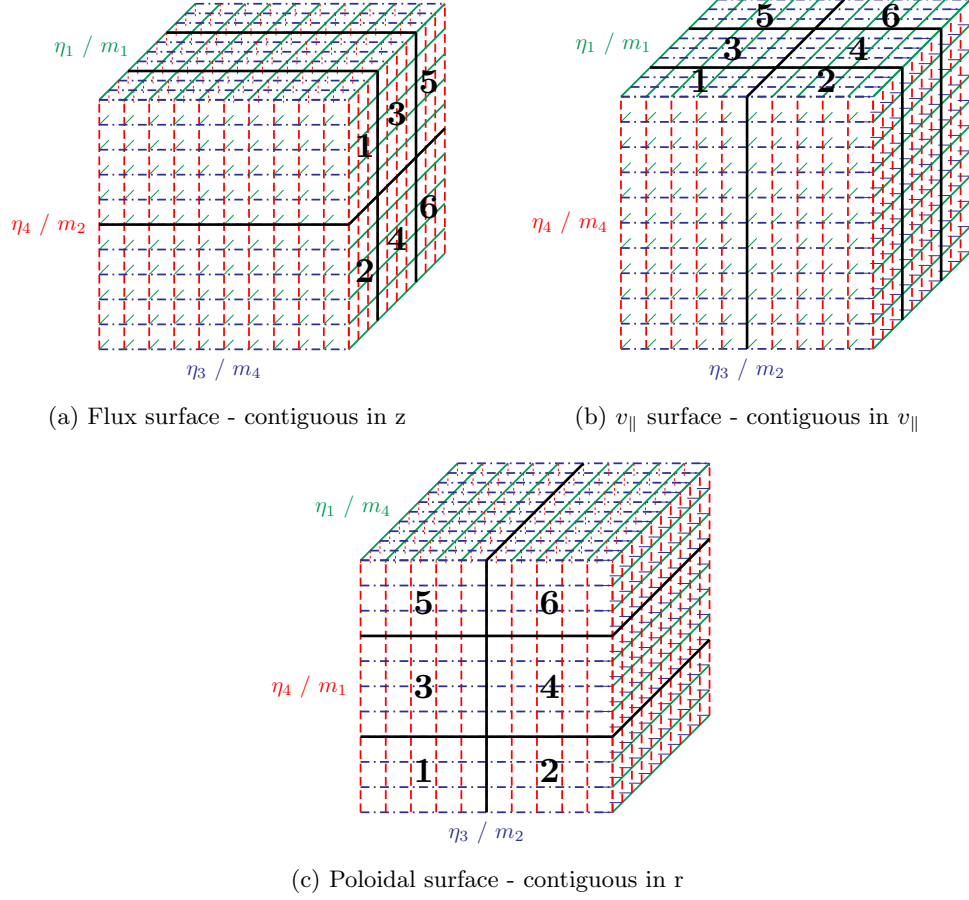 η₁ / m₁
5
3
1
η₄ / m₂
6
4
2
η₃ / m₄
(a) Flux surface - contiguous in z
5 6
η₁ / m₁
3 4
1 2
η₄ / m₄
η₃ / m₂
(b) v∥ surface - contiguous in v∥
η₁ / m₄
5 6
η₄ / m₁
3 4
1 2
η₃ / m₂
(c) Poloidal surface - contiguous in r